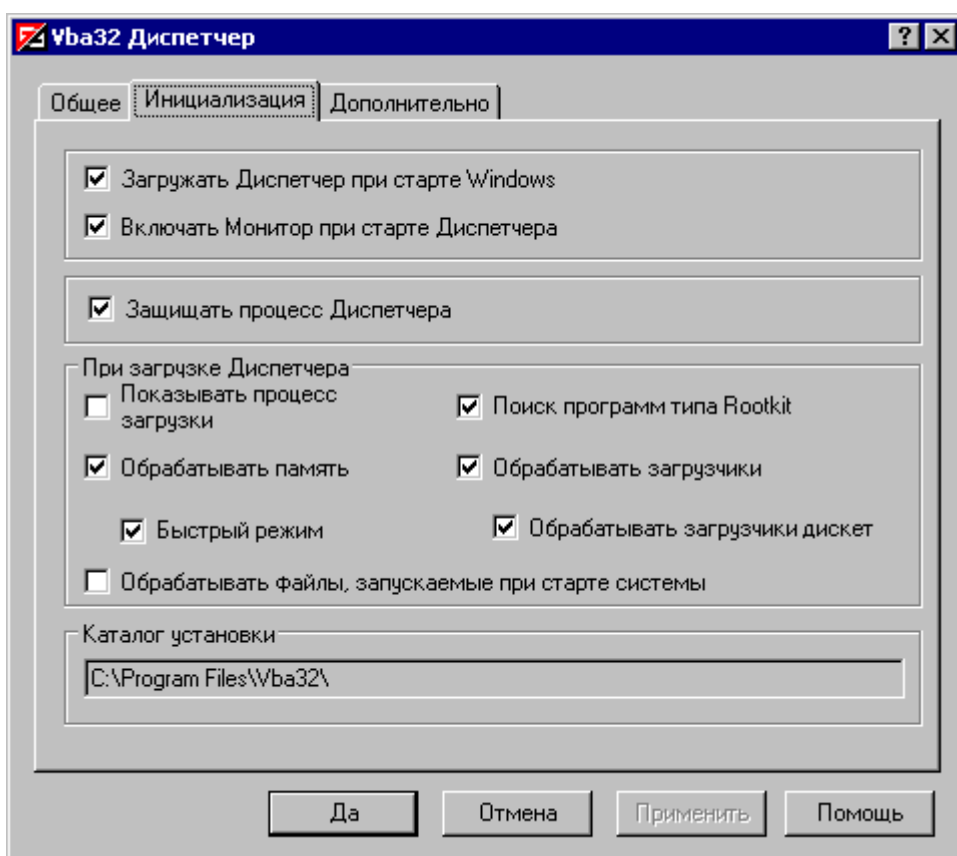 Vba32 Диспетчер
Общее
Инициализация
Дополнительно
Загружать Диспетчер при старте Windows
Включать Монитор при старте Диспетчера
Защищать процесс Диспетчера
При загрузке Диспетчера
Показывать процесс
загрузки
Поиск программ типа Rootkit
Обрабатывать память
Обрабатывать загрузчики
Быстрый режим
Обрабатывать загрузчики дискет
Обрабатывать файлы, запускаемые при старте системы
Каталог установки
C:\Program Files\Vba32\
Да
Отмена
Применить
Помощь